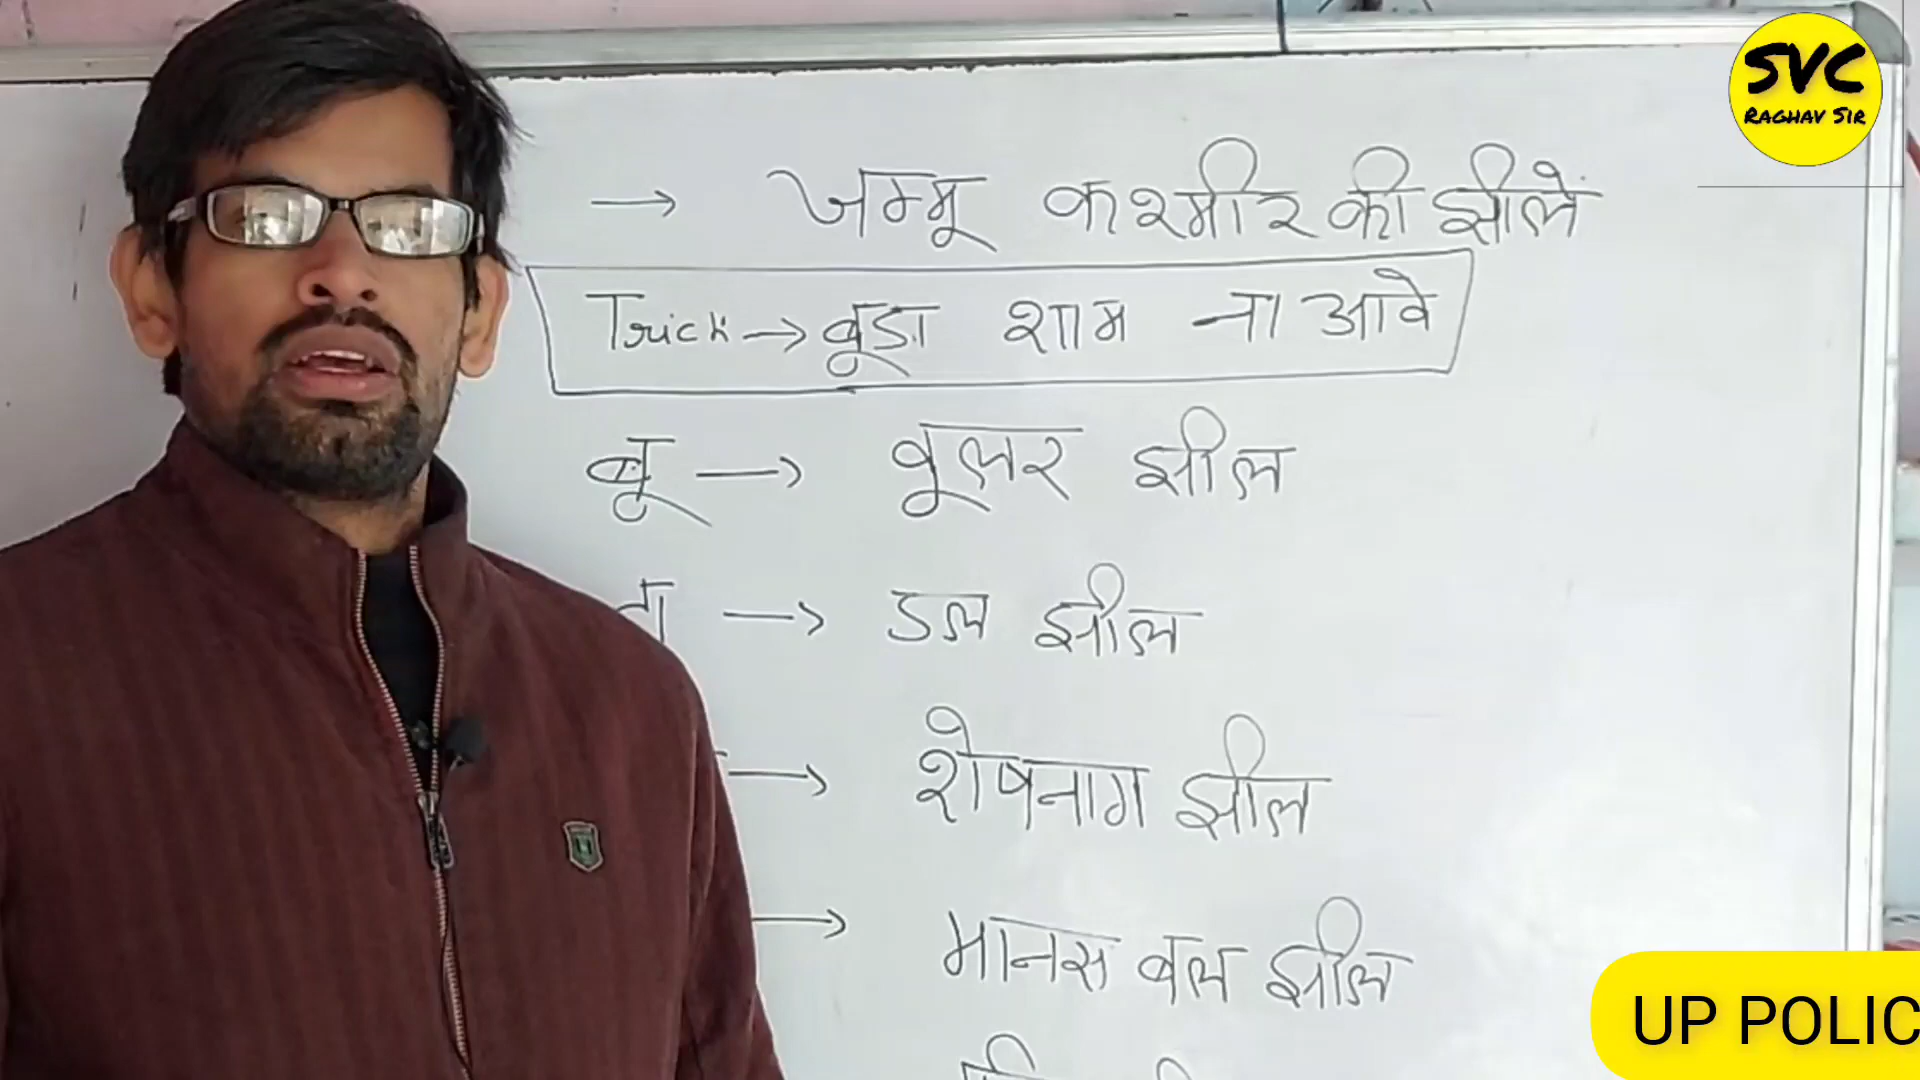 SVC
RAGHAV SIR
→ जम्मू कश्मीर की झीले
Trick → बूडा शाम ना आवे
बू → वूलर झील
→ डल झील
→ शेषनाग झील
→ मानस बल झील
UP POLIC